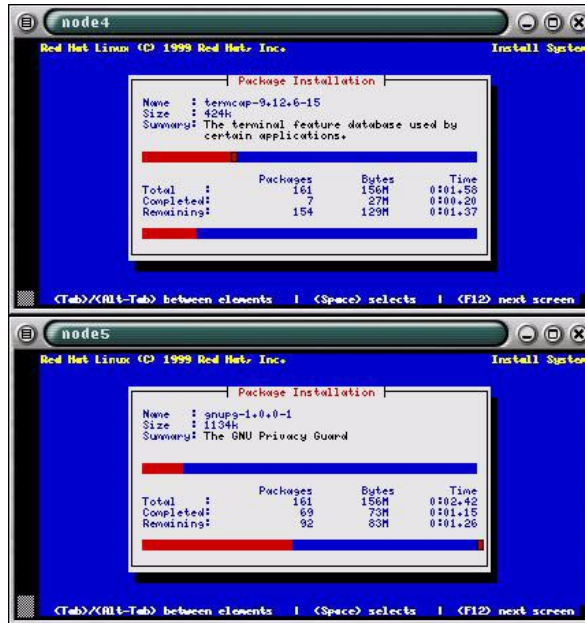 node4
Red Hat Linux (C) 1999 Red Hat, Inc. Install System
Package Installation
Name : termcap-9.12.6-15
Size : 424k
Summary: The terminal feature database used by
certain applications.
Packages Bytes Time
Total : 161 156M 0:01.58
Completed: 7 27M 0:00.20
Remaining: 154 129M 0:01.37
<Tab>/<Alt-Tab> between elements | <Space> selects | <F12> next screen
node5
Red Hat Linux (C) 1999 Red Hat, Inc. Install System
Package Installation
Name : gnupg-1.0.0-1
Size : 1134k
Summary: The GNU Privacy Guard
Packages Bytes Time
Total : 161 156M 0:02.42
Completed: 69 73M 0:01.15
Remaining: 92 83M 0:01.26
<Tab>/<Alt-Tab> between elements | <Space> selects | <F12> next screen